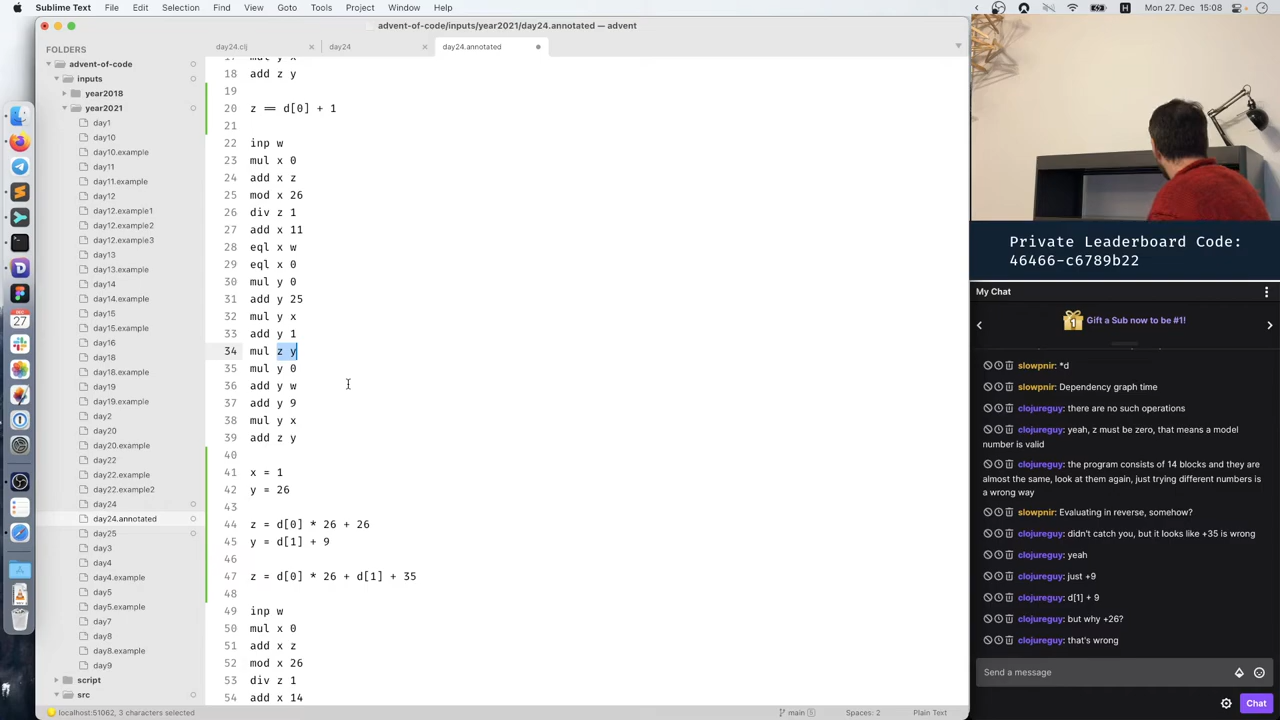 Sublime Text File Edit Selection Find View Goto Tools Project Window Help
Mon 27. Dec 15:08
advent-of-code/inputs/year2021/day24.annotated — advent
FOLDERS
advent-of-code
inputs
year2018
year2021
day1
day10
day10.example
day11
day11.example
day12
day12.example1
day12.example2
day12.example3
day13
day13.example
day14
day14.example
day15
day15.example
day16
day18
day18.example
day19
day19.example
day2
day20
day20.example
day22
day22.example
day22.example2
day24
day24.annotated
day25
day3
day4
day4.example
day5
day5.example
day7
day8
day8.example
day9
script
src
day24.clj
day24
day24.annotated
17 mul y x
18 add z y
19
20 z == d[0] + 1
21
22 inp w
23 mul x 0
24 add x z
25 mod x 26
26 div z 1
27 add x 11
28 eql x w
29 eql x 0
30 mul y 0
31 add y 25
32 mul y x
33 add y 1
34 mul z y
35 mul y 0
36 add y w
37 add y 9
38 mul y x
39 add z y
40
41 x = 1
42 y = 26
43
44 z = d[0] * 26 + 26
45 y = d[1] + 9
46
47 z = d[0] * 26 + d[1] + 35
48
49 inp w
50 mul x 0
51 add x z
52 mod x 26
53 div z 1
54 add x 14
localhost:51062, 3 characters selected
main 5
Spaces: 2
Plain Text
DEC
27
Private Leaderboard Code:
46466-c6789b22
My Chat
1 Gift a Sub now to be #1!
slowpnir: *d
slowpnir: Dependency graph time
clojureguy: there are no such operations
clojureguy: yeah, z must be zero, that means a model
number is valid
clojureguy: the program consists of 14 blocks and they are
almost the same, look at them again, just trying different numbers is
a wrong way
slowpnir: Evaluating in reverse, somehow?
clojureguy: didn't catch you, but it looks like +35 is wrong
clojureguy: yeah
clojureguy: just +9
clojureguy: d[1] + 9
clojureguy: but why +26?
clojureguy: that's wrong
Send a message
Chat